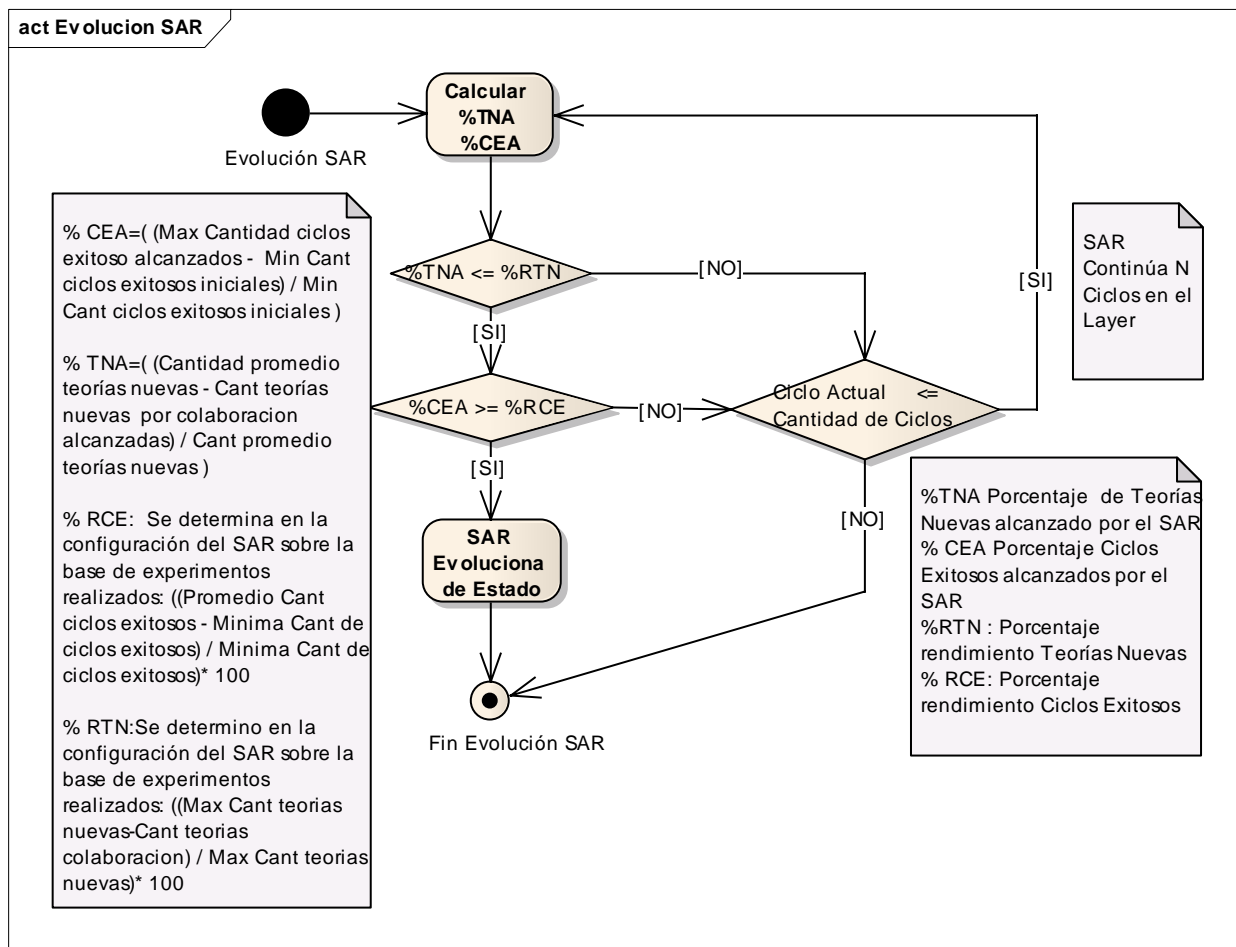 act Evolucion SAR
Evolución SAR
Calcular
%TNA
%CEA
%TNA <= %RTN
[NO]
[SI]
%CEA >= %RCE
[NO]
[SI]
Ciclo Actual <=
Cantidad de Ciclos
[SI]
[NO]
SAR
Evoluciona
de Estado
Fin Evolución SAR
% CEA=( (Max Cantidad ciclos
exitoso alcanzados - Min Cant
ciclos exitosos iniciales) / Min
Cant ciclos exitosos iniciales )
% TNA=( (Cantidad promedio
teorías nuevas - Cant teorías
nuevas por colaboracion
alcanzadas) / Cant promedio
teorías nuevas )
% RCE: Se determina en la
configuración del SAR sobre la
base de experimentos
realizados: ((Promedio Cant
ciclos exitosos - Minima Cant de
ciclos exitosos) / Minima Cant de
ciclos exitosos)* 100
% RTN:Se determino en la
configuración del SAR sobre la
base de experimentos
realizados: ((Max Cant teorias
nuevas-Cant teorias
colaboracion) / Max Cant teorias
nuevas)* 100
SAR
Continúa N
Ciclos en el
Layer
%TNA Porcentaje de Teorías
Nuevas alcanzado por el SAR
% CEA Porcentaje Ciclos
Exitosos alcanzados por el
SAR
%RTN : Porcentaje
rendimiento Teorías Nuevas
% RCE: Porcentaje
rendimiento Ciclos Exitosos